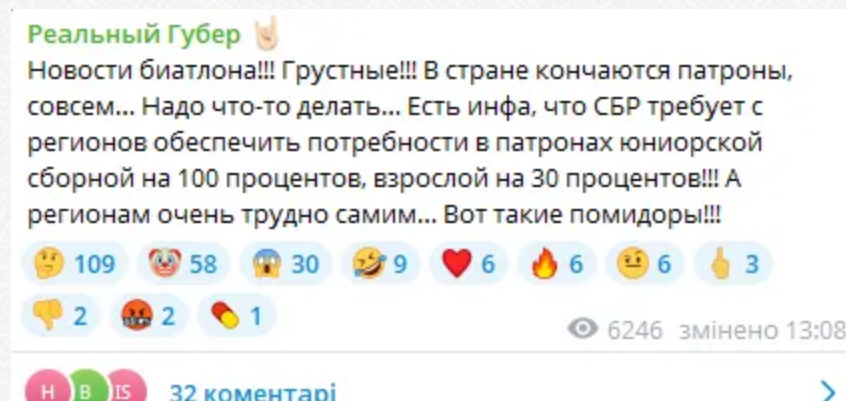 Реальный Губер 🤘🏻
Новости биатлона!!! Грустные!!! В стране кончаются патроны,
совсем... Надо что-то делать... Есть инфа, что СБР требует с
регионов обеспечить потребности в патронах юниорской
сборной на 100 процентов, взрослой на 30 процентов!!! А
регионам очень трудно самим... Вот такие помидоры!!!
🤔 109 🤡 58 😱 30 🤣 9 ❤️ 6 🔥 6 🤨 6 🖕 3
👎 2 🤬 2 💊 1
6246 змінено 13:08
Н В IS 32 коментарі